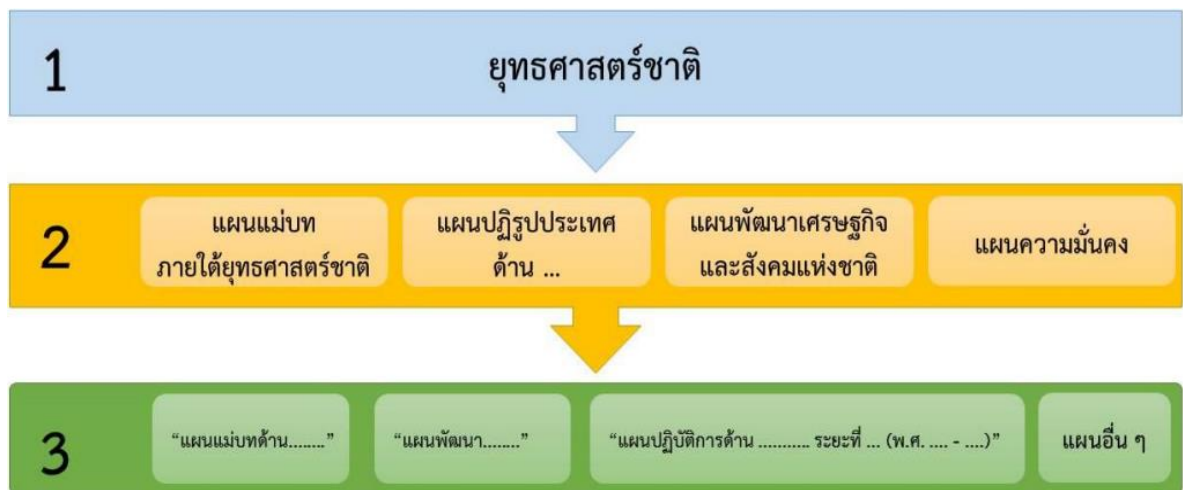 1
ยุทธศาสตร์ชาติ
2
แผนแม่บท
ภายใต้ยุทธศาสตร์ชาติ
แผนปฏิรูปประเทศ
ด้าน ...
แผนพัฒนาเศรษฐกิจ
และสังคมแห่งชาติ
แผนความมั่นคง
3
“แผนแม่บทด้าน........”
“แผนพัฒนา........”
“แผนปฏิบัติการด้าน .......... ระยะที่ ... (พ.ศ. .... - ....)”
แผนอื่น ๆ